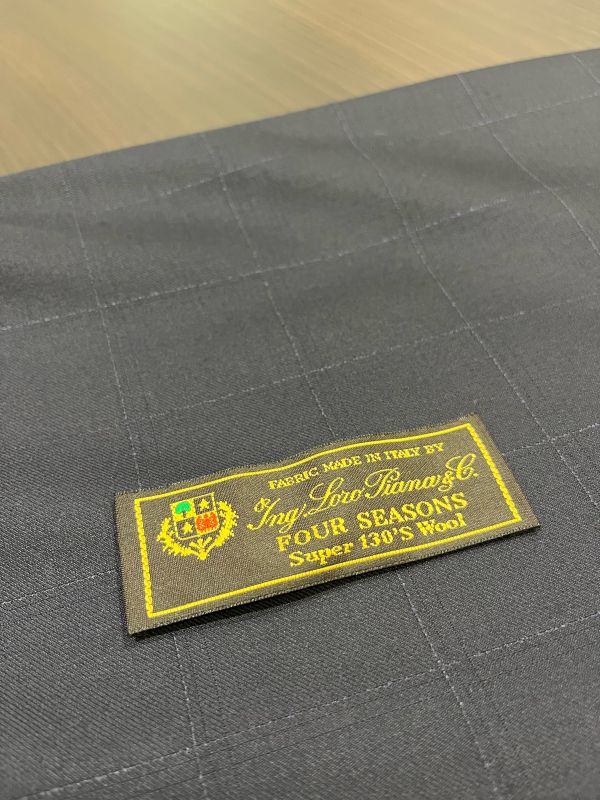 FABRIC MADE IN ITALY BY
Ing. Loro Piana & C.
FOUR SEASONS
Super 130'S Wool